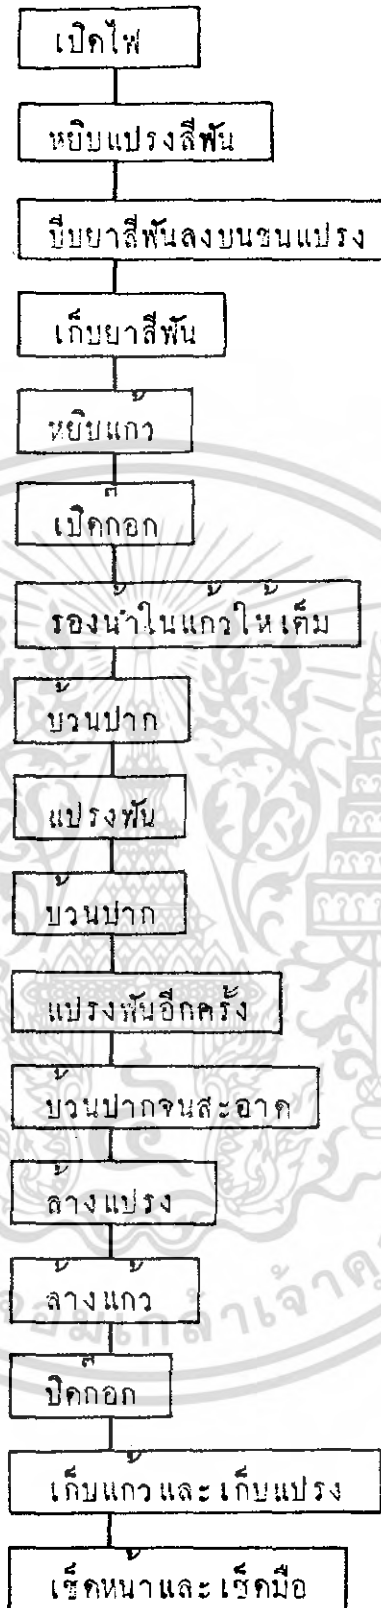 เปิดไฟ
หยิบแปรงสีฟัน
บีบยาสีฟันลงบนขนแปรง
เก็บยาสีฟัน
หยิบแก้ว
เปิดก๊อก
รองน้ำในแก้วให้เต็ม
บ้วนปาก
แปรงฟัน
บ้วนปาก
แปรงฟันอีกครั้ง
บ้วนปากจนสะอาด
ล้างแปรง
ล้างแก้ว
ปิดก๊อก
เก็บแก้วและเก็บแปรง
เช็ดหน้าและเช็ดมือ